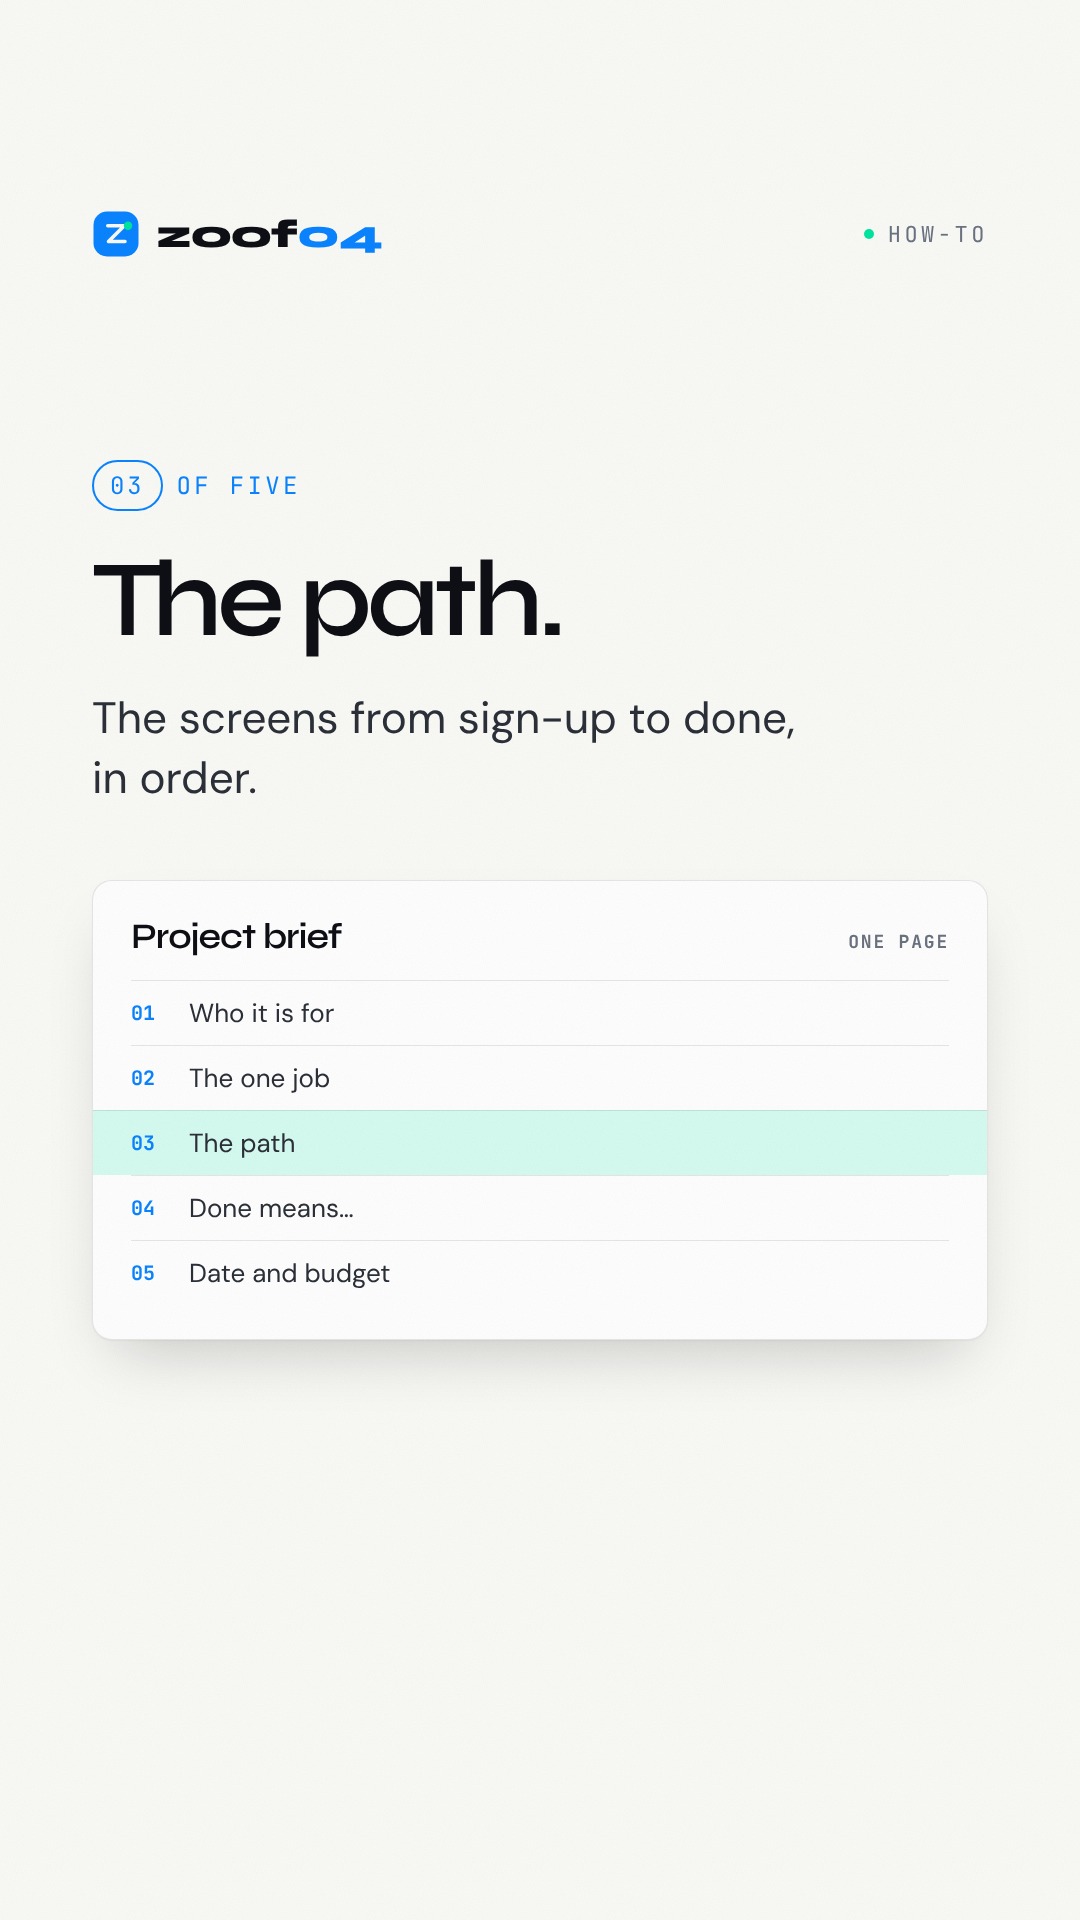 zoof04
HOW-TO
03 OF FIVE
The path.
The screens from sign-up to done,
in order.
Project brief
ONE PAGE
01 Who it is for
02 The one job
03 The path
04 Done means...
05 Date and budget